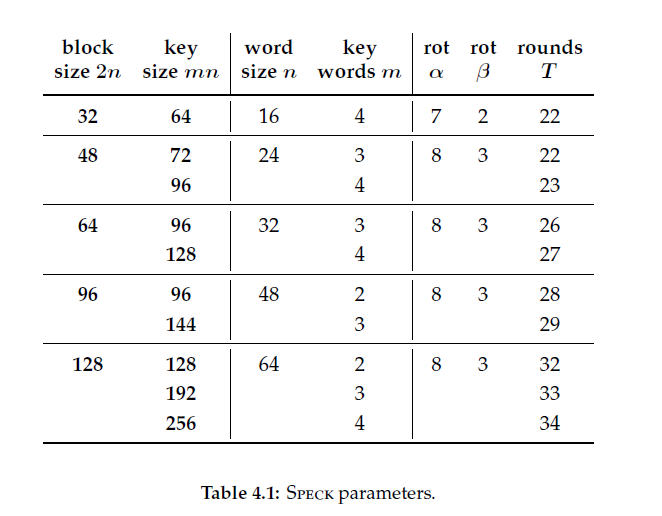 block key word key rot rot rounds
size 2n size mn size n words m α β T
32 64 16 4 7 2 22
48 72 24 3 8 3 22
96 4 23
64 96 32 3 8 3 26
128 4 27
96 96 48 2 8 3 28
144 3 29
128 128 64 2 8 3 32
192 3 33
256 4 34
Table 4.1: SPECK parameters.